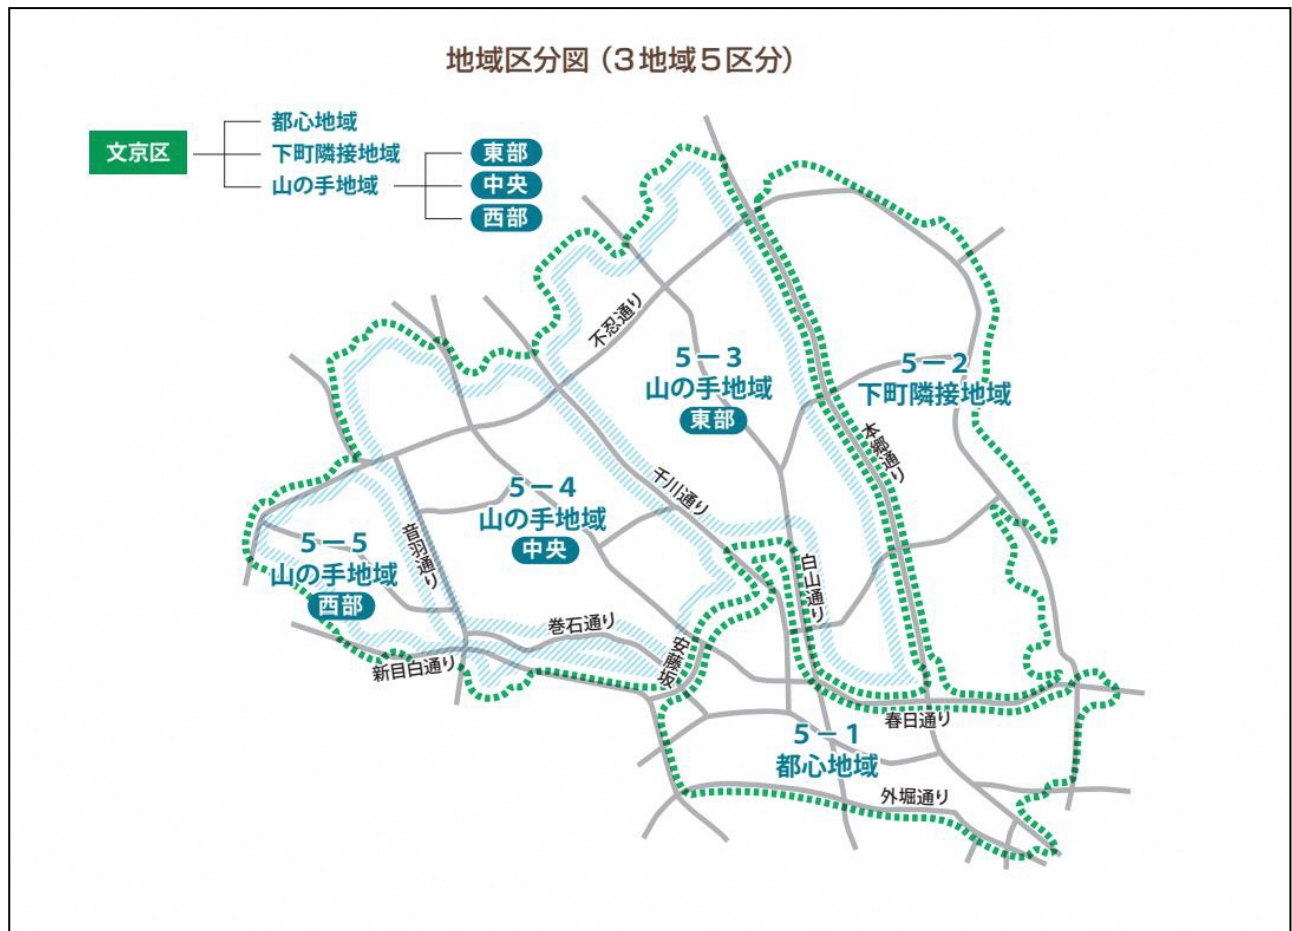 地域区分図（３地域５区分）
文京区
都心地域
下町隣接地域
山の手地域
東部
中央
西部
不忍通り
５－３
山の手地域
東部
５－２
下町隣接地域
本郷通り
千川通り
５－４
山の手地域
中央
音羽通り
５－５
山の手地域
西部
白山通り
巻石通り
安藤坂
新目白通り
春日通り
５－１
都心地域
外堀通り